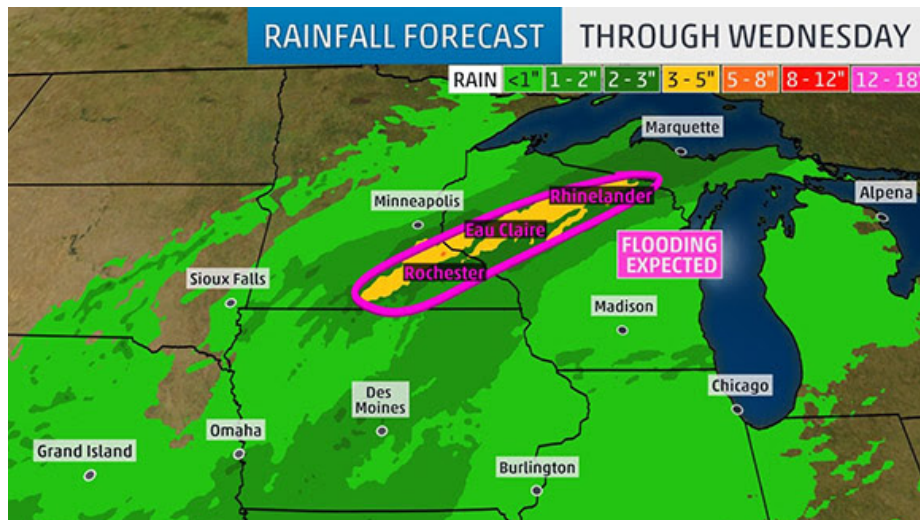 RAINFALL FORECAST THROUGH WEDNESDAY
RAIN <1" 1 - 2" 2 - 3" 3 - 5" 5 - 8" 8 - 12" 12 - 18"
Marquette
Minneapolis
Rhinelander
Alpena
Eau Claire
FLOODING
EXPECTED
Rochester
Sioux Falls
Madison
Des
Moines
Chicago
Omaha
Grand Island
Burlington